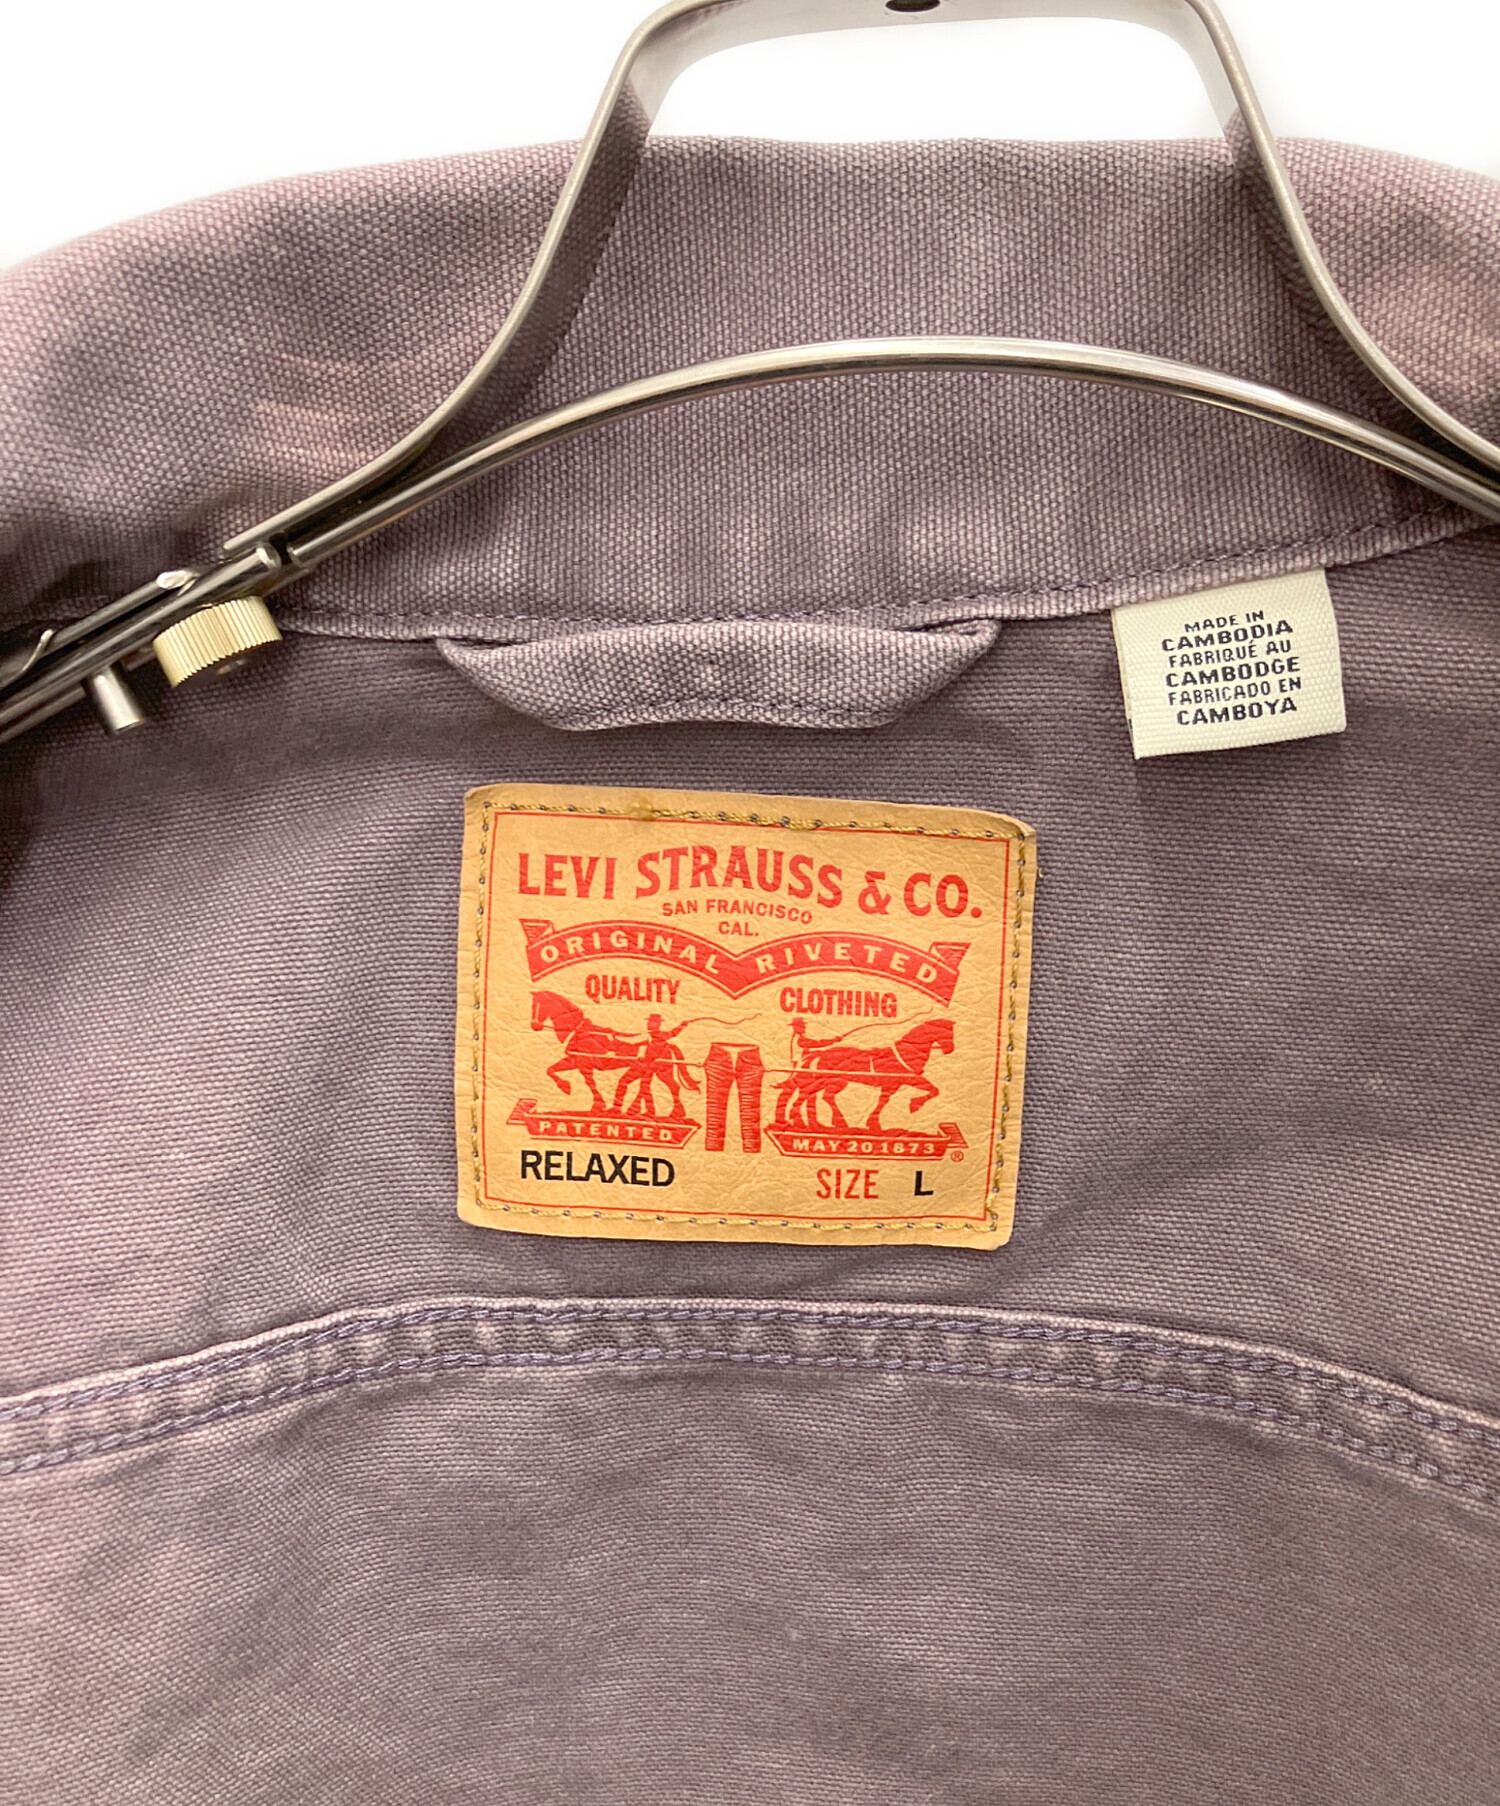 MADE IN
CAMBODIA
FABRIQUÉ AU
CAMBODGE
FABRICADO EN
CAMBOYA
LEVI STRAUSS & CO.
SAN FRANCISCO
CAL.
ORIGINAL RIVETED
QUALITY CLOTHING
PATENTED MAY 20 1873 ®
RELAXED SIZE L